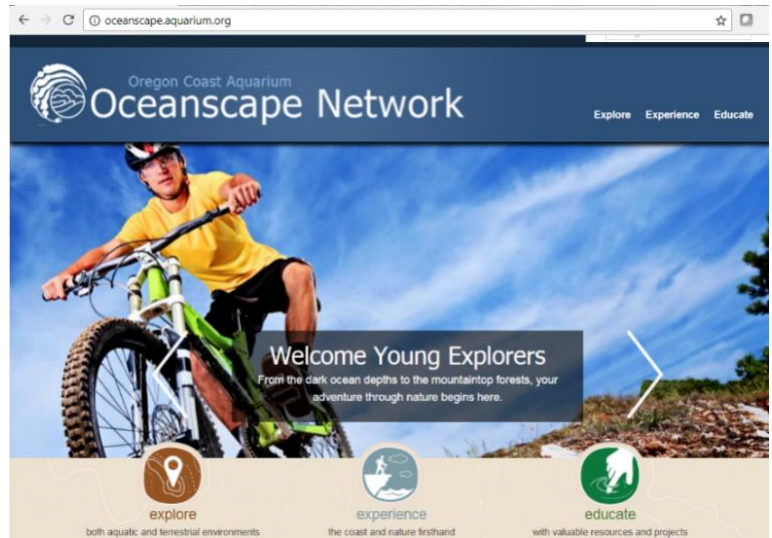 oceanscape.aquarium.org
Oregon Coast Aquarium
Oceanscape Network
Explore Experience Educate
Welcome Young Explorers
From the dark ocean depths to the mountaintop forests, your
adventure through nature begins here.
explore
both aquatic and terrestrial environments
experience
the coast and nature firsthand
educate
with valuable resources and projects